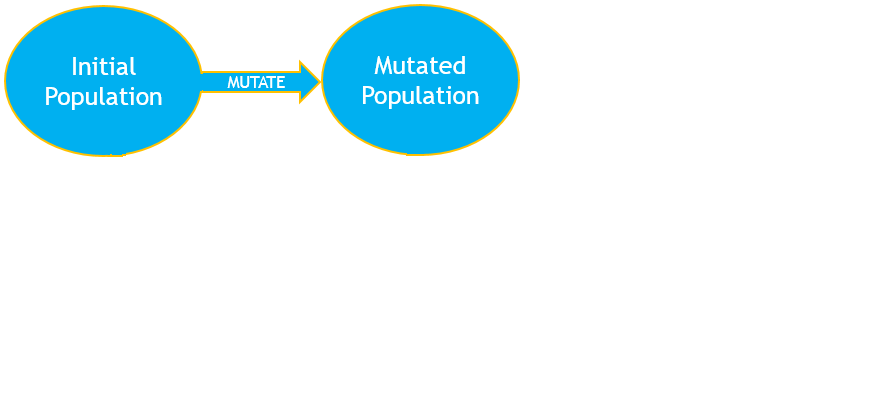 Initial
Population
MUTATE
Mutated
Population